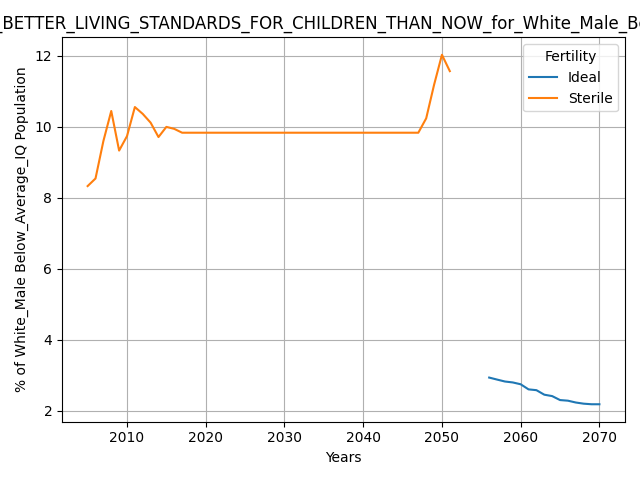 _BETTER_LIVING_STANDARDS_FOR_CHILDREN_THAN_NOW_for_White_Male_Be
Fertility
Ideal
Sterile
% of White_Male Below_Average_IQ Population
12
10
8
6
4
2
2010 2020 2030 2040 2050 2060 2070
Years